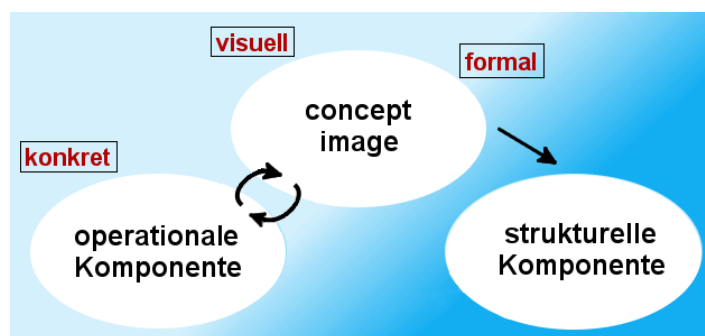 visuell
formal
concept
image
konkret
operationale
Komponente
strukturelle
Komponente